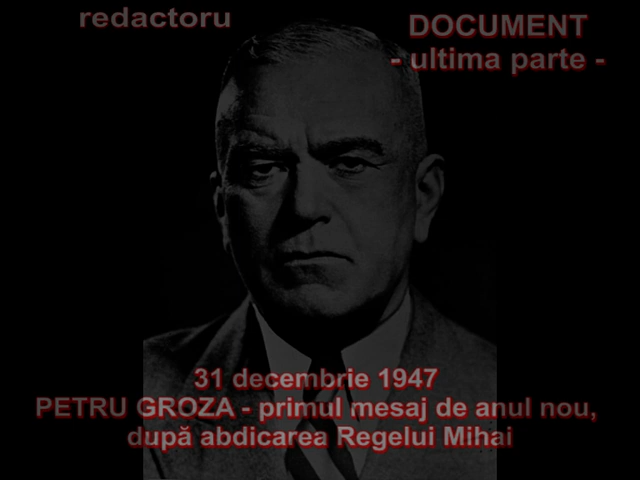 redactoru
DOCUMENT
- ultima parte -
31 decembrie 1947
PETRU GROZA - primul mesaj de anul nou,
după abdicarea Regelui Mihai